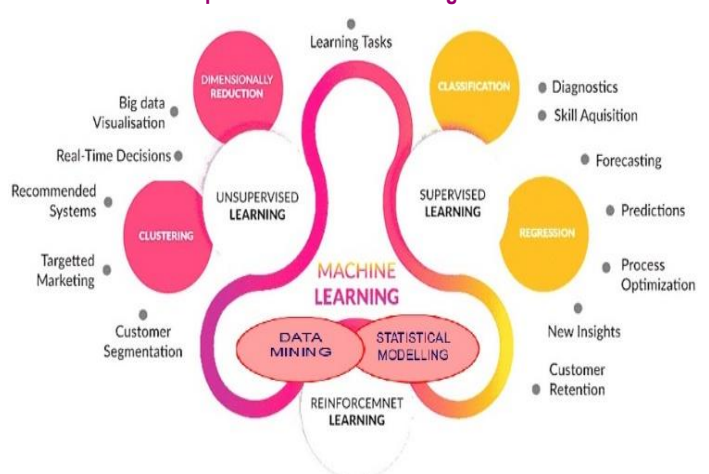 Learning Tasks
DIMENSIONALLY
REDUCTION
Big data
Visualisation
Real-Time Decisions
Recommended
Systems
CLUSTERING
Targetted
Marketing
Customer
Segmentation
UNSUPERVISED
LEARNING
CLASSIFICATION
Diagnostics
Skill Aquisition
Forecasting
SUPERVISED
LEARNING
Predictions
REGRESSION
Process
Optimization
New Insights
Customer
Retention
MACHINE
LEARNING
DATA
MINING
STATISTICAL
MODELLING
REINFORCEMNET
LEARNING